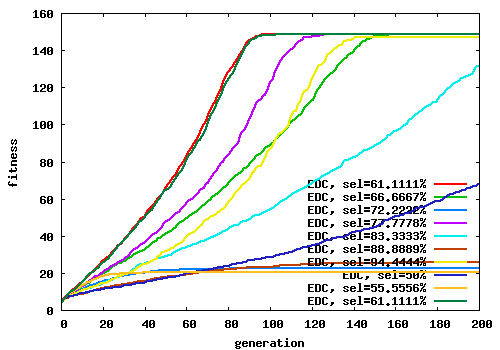 160
140
120
100
80
60
40
20
0
fitness
EDC, sel=61.1111%
EDC, sel=66.6667%
EDC, sel=72.2222%
EDC, sel=77.7778%
EDC, sel=83.3333%
EDC, sel=88.8889%
EDC, sel=94.4444%
EDC, sel=50%
EDC, sel=55.5556%
EDC, sel=61.1111%
0 20 40 60 80 100 120 140 160 180 200
generation